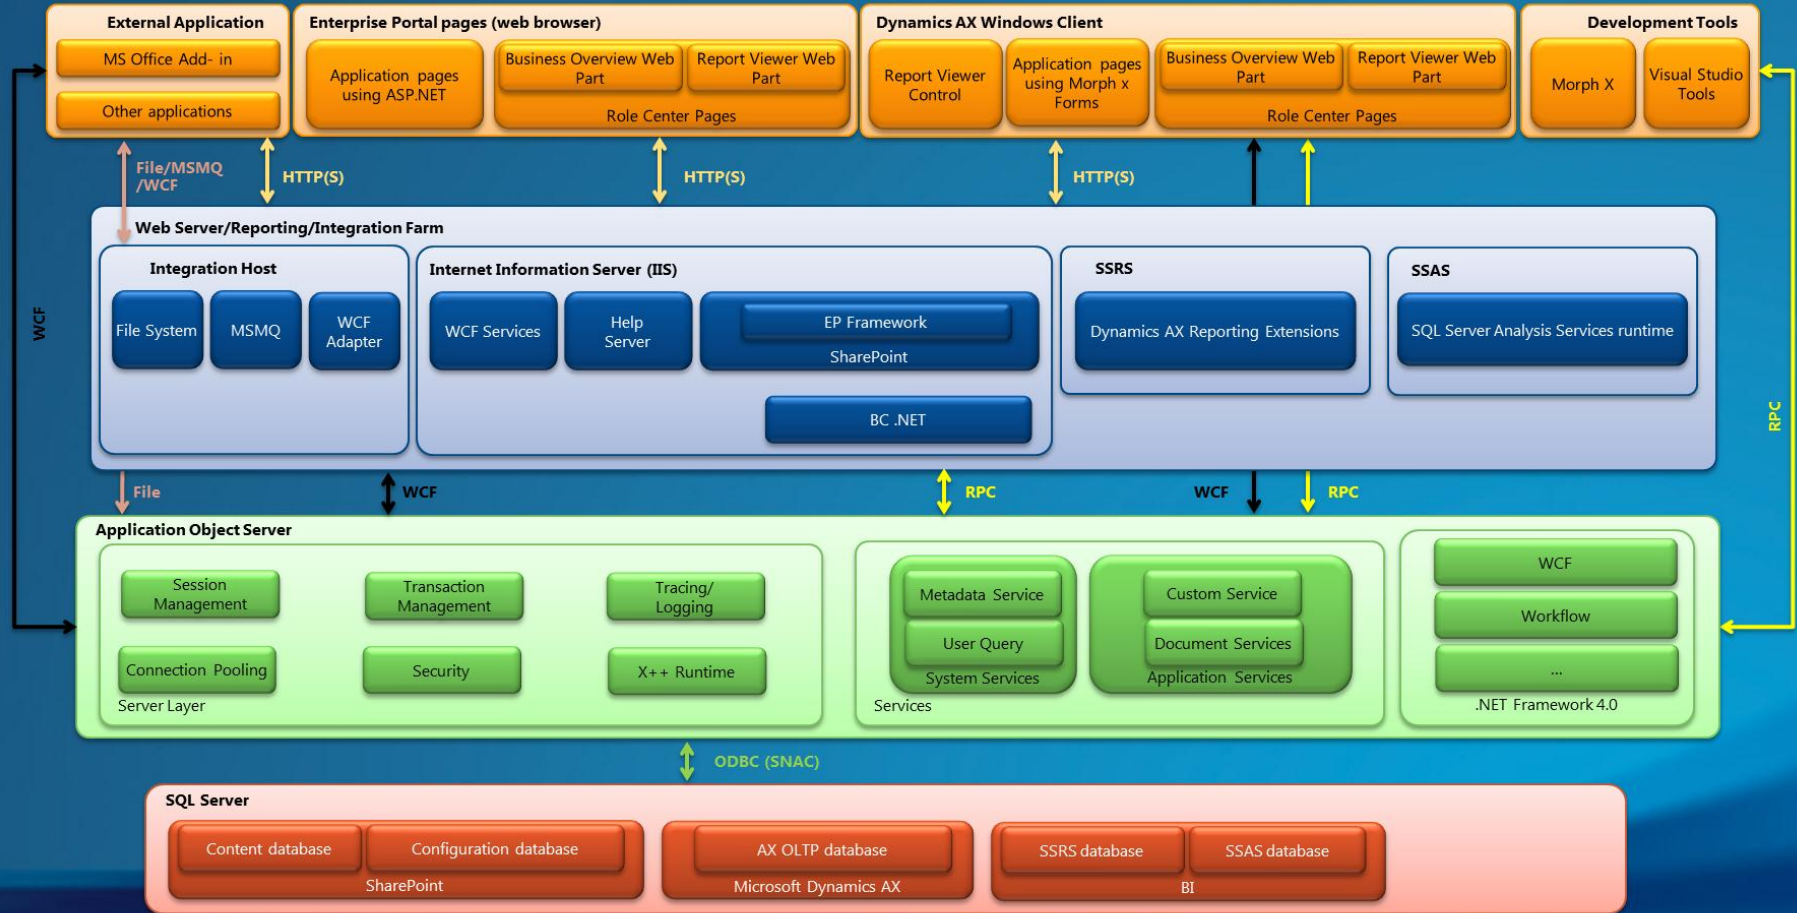 External Application
MS Office Add- in
Other applications
Enterprise Portal pages (web browser)
Application pages
using ASP.NET
Business Overview Web
Part
Report Viewer Web
Part
Role Center Pages
Dynamics AX Windows Client
Report Viewer
Control
Application pages
using Morph x
Forms
Business Overview Web
Part
Report Viewer Web
Part
Role Center Pages
Development Tools
Morph X
Visual Studio
Tools
File/MSMQ
/WCF
HTTP(S)
HTTP(S)
HTTP(S)
WCF
RPC
Web Server/Reporting/Integration Farm
Integration Host
File System
MSMQ
WCF
Adapter
Internet Information Server (IIS)
WCF Services
Help
Server
EP Framework
SharePoint
BC .NET
SSRS
Dynamics AX Reporting Extensions
SSAS
SQL Server Analysis Services runtime
File
WCF
RPC
WCF
RPC
Application Object Server
Session
Management
Transaction
Management
Tracing/
Logging
Connection Pooling
Security
X++ Runtime
Server Layer
Metadata Service
User Query
System Services
Custom Service
Document Services
Application Services
Services
WCF
Workflow
...
.NET Framework 4.0
ODBC (SNAC)
SQL Server
Content database
Configuration database
SharePoint
AX OLTP database
Microsoft Dynamics AX
SSRS database
SSAS database
BI